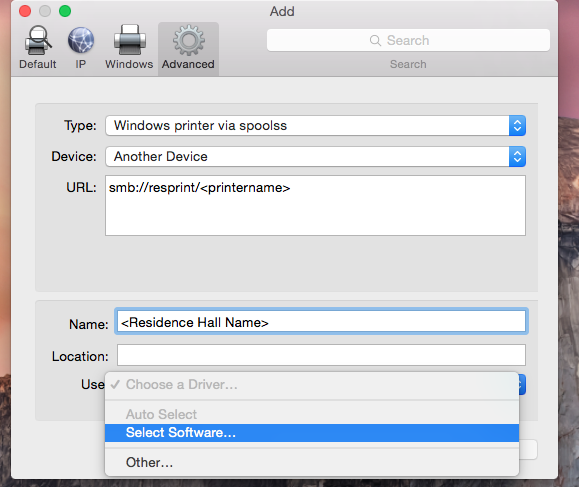 Add
Default IP Windows Advanced
Search
Search
Type: Windows printer via spoolss
Device: Another Device
URL: smb://resprint/<printername>
Name: <Residence Hall Name>
Location:
Use ✓ Choose a Driver...
Auto Select
Select Software...
Other...